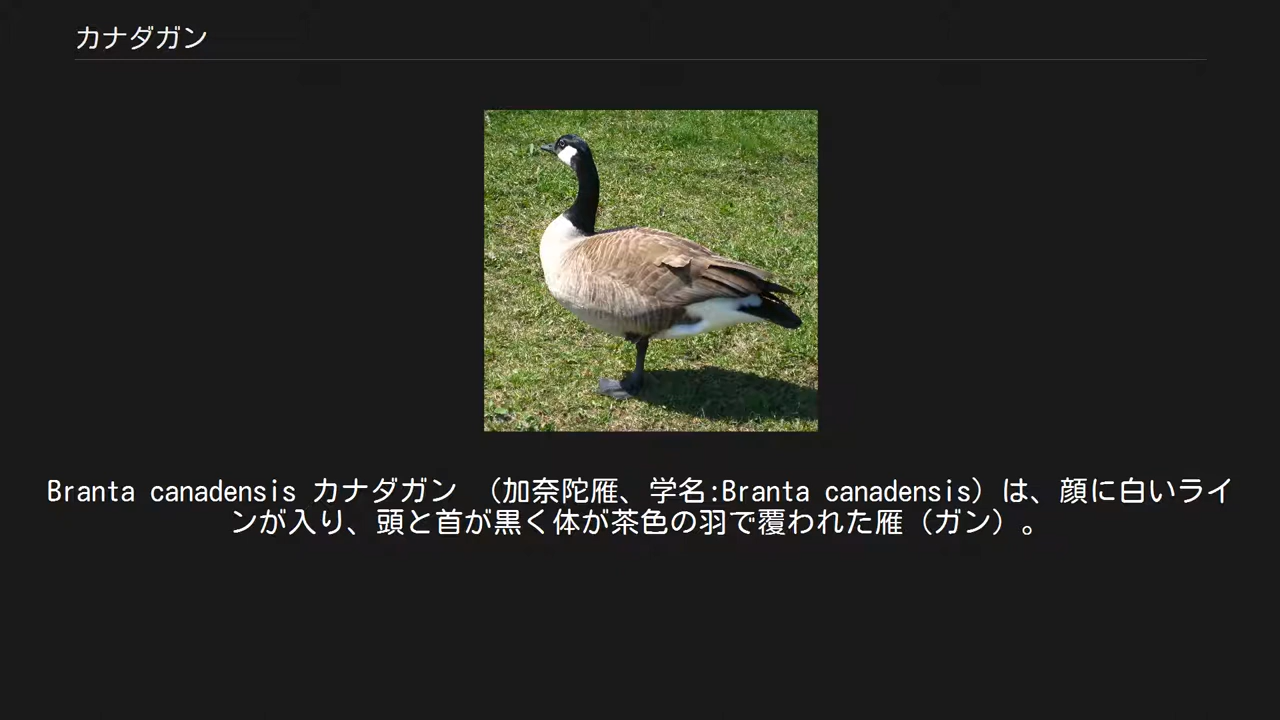 カナダガン
Branta canadensis カナダガン （加奈陀雁、学名:Branta canadensis）は、顔に白いライ
ンが入り、頭と首が黒く体が茶色の羽で覆われた雁（ガン）。